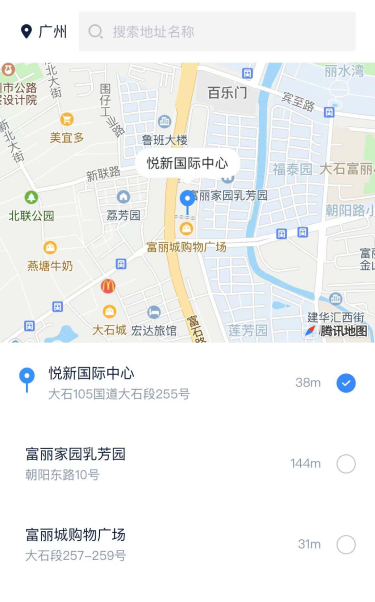 广州
搜索地址名称
丽水湾
市公路
设计院
北大街
围仔工业路
百乐门
宾至路
美宜多
鲁班大楼
新北大街
悦新国际中心
新联路
福泰园
大石富丽
北联公园
荔芳园
富丽家园乳芳园
朝阳路小
富丽城购物广场
燕塘牛奶
大石城
宏达旅馆
富石路
莲芳园
建华汇西街
腾讯地图
悦新国际中心
大石105国道大石段255号
38m
富丽家园乳芳园
朝阳东路10号
144m
富丽城购物广场
大石段257-259号
31m